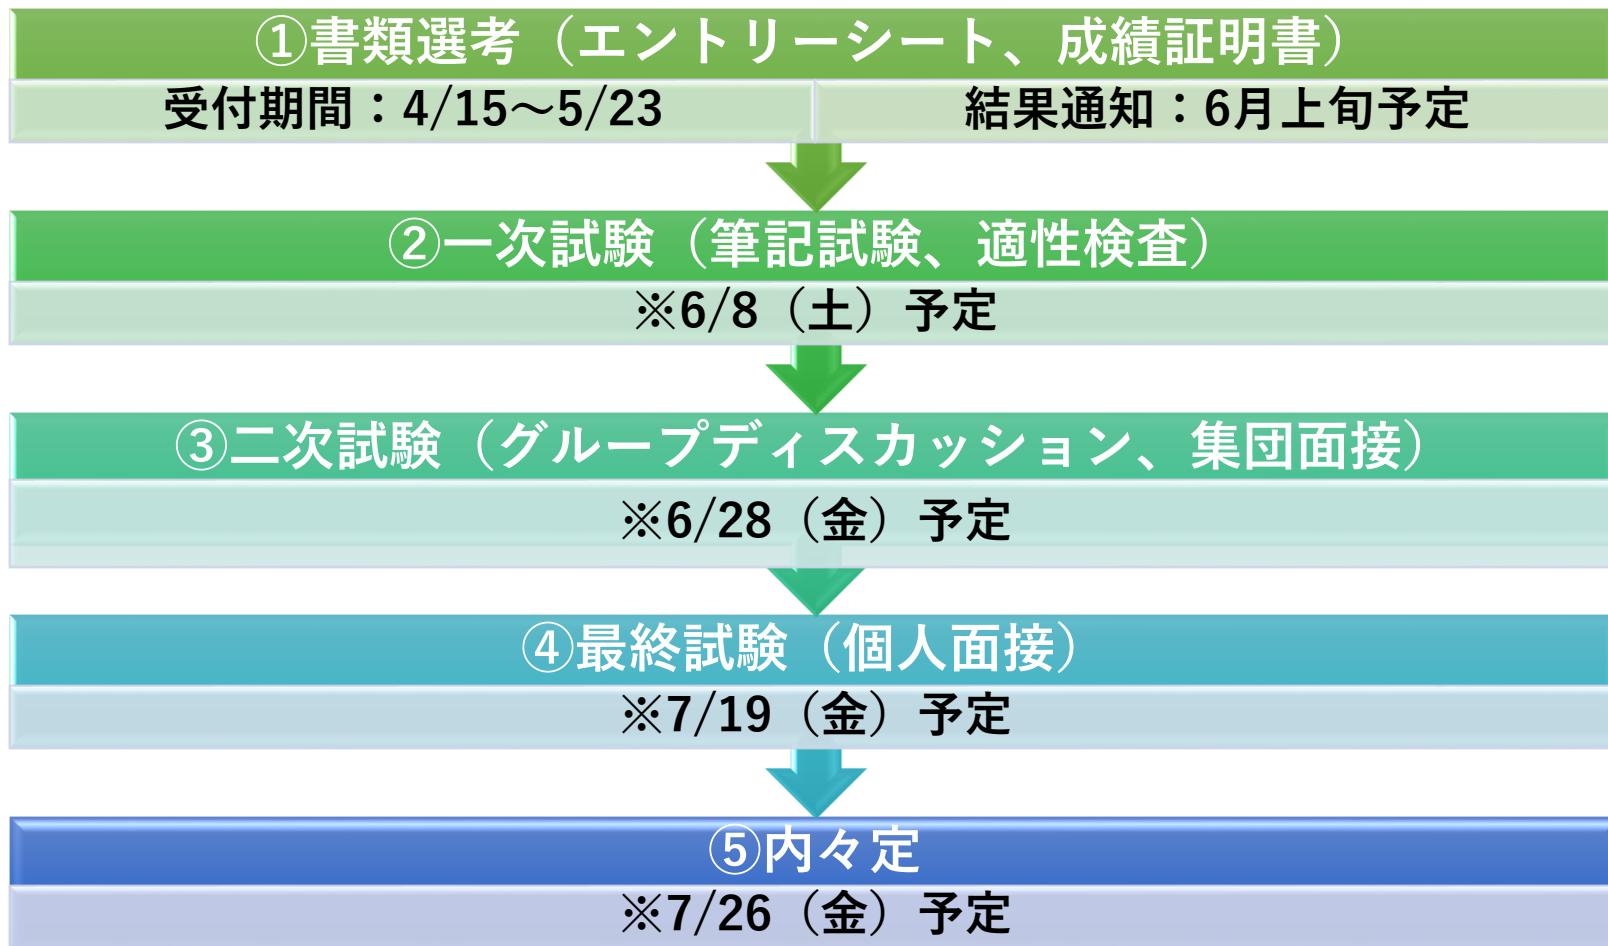 ①書類選考（エントリーシート、成績証明書）
受付期間：4/15～5/23
結果通知：6月上旬予定
②一次試験（筆記試験、適性検査）
※6/8（土）予定
③二次試験（グループディスカッション、集団面接）
※6/28（金）予定
④最終試験（個人面接）
※7/19（金）予定
⑤内々定
※7/26（金）予定